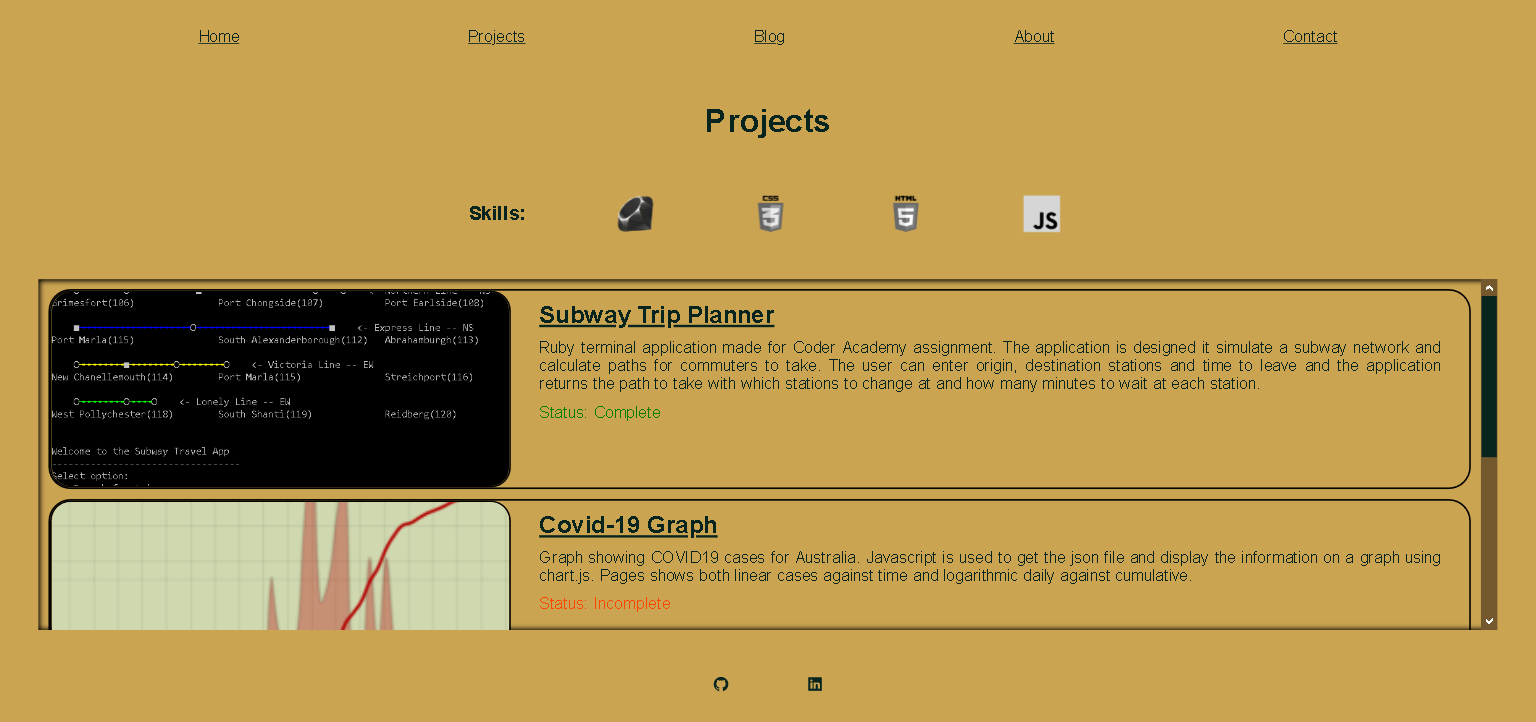 Home Projects Blog About Contact
Projects
Skills:
CSS
3
HTML
5
JS
<- Northern Line -- NS
Grimesfort(106) Port Chongside(107) Port Earlside(108)
<- Express Line -- NS
Port Marla(115) South Alexanderborough(112) Abrahamburgh(113)
<- Victoria Line -- EW
New Chanellemouth(114) Port Marla(115) Streichport(116)
<- Lonely Line -- EW
West Pollychester(118) South Shanti(119) Reidberg(120)
Welcome to the Subway Travel App
----------------------------------
Select option:
Subway Trip Planner
Ruby terminal application made for Coder Academy assignment. The application is designed it simulate a subway network and
calculate paths for commuters to take. The user can enter origin, destination stations and time to leave and the application
returns the path to take with which stations to change at and how many minutes to wait at each station.
Status: Complete
Covid-19 Graph
Graph showing COVID19 cases for Australia. Javascript is used to get the json file and display the information on a graph using
chart.js. Pages shows both linear cases against time and logarithmic daily against cumulative.
Status: Incomplete
in